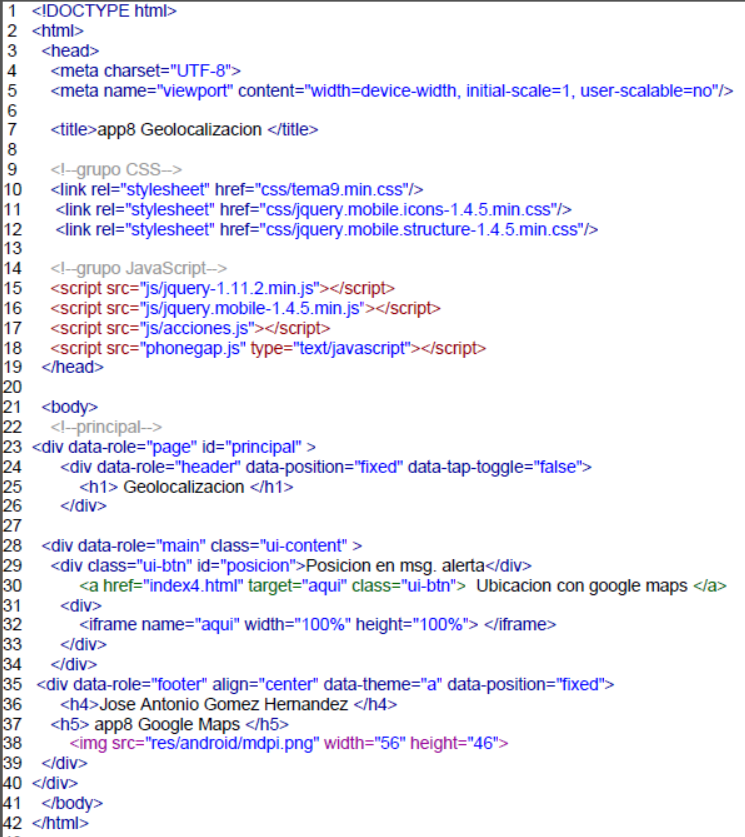 1 <!DOCTYPE html>
2 <html>
3 <head>
4 <meta charset="UTF-8">
5 <meta name="viewport" content="width=device-width, initial-scale=1, user-scalable=no"/>
6
7 <title>app8 Geolocalizacion </title>
8
9 <!--grupo CSS-->
10 <link rel="stylesheet" href="css/tema9.min.css"/>
11 <link rel="stylesheet" href="css/jquery.mobile.icons-1.4.5.min.css"/>
12 <link rel="stylesheet" href="css/jquery.mobile.structure-1.4.5.min.css"/>
13
14 <!--grupo JavaScript-->
15 <script src="js/jquery-1.11.2.min.js"></script>
16 <script src="js/jquery.mobile-1.4.5.min.js"></script>
17 <script src="js/acciones.js"></script>
18 <script src="phonegap.js" type="text/javascript"></script>
19 </head>
20
21 <body>
22 <!--principal-->
23 <div data-role="page" id="principal" >
24 <div data-role="header" data-position="fixed" data-tap-toggle="false">
25 <h1> Geolocalizacion </h1>
26 </div>
27
28 <div data-role="main" class="ui-content" >
29 <div class="ui-btn" id="posicion">Posicion en msg. alerta</div>
30 <a href="index4.html" target="aqui" class="ui-btn">  Ubicacion con google maps </a>
31 <div>
32 <iframe name="aqui" width="100%" height="100%"> </iframe>
33 </div>
34 </div>
35 <div data-role="footer" align="center" data-theme="a" data-position="fixed">
36 <h4>Jose Antonio Gomez Hernandez </h4>
37 <h5> app8 Google Maps </h5>
38 <img src="res/android/mdpi.png" width="56" height="46">
39 </div>
40 </div>
41 </body>
42 </html>